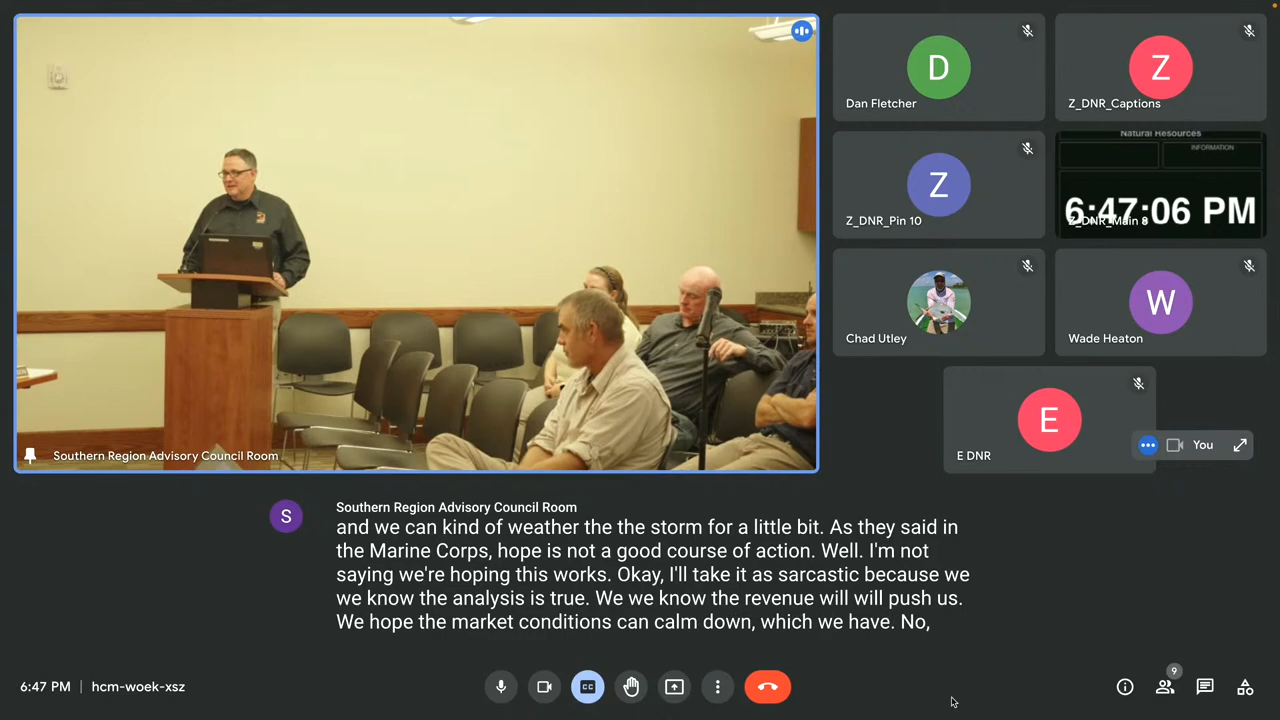 D
Dan Fletcher
Z
Z_DNR_Captions
Z
Z_DNR_Pin 10
Natural Resources
INFORMATION
6:47:06 PM
Z_DNR_Main 8
Chad Utley
W
Wade Heaton
E
E DNR
You
Southern Region Advisory Council Room
S
Southern Region Advisory Council Room
and we can kind of weather the the storm for a little bit. As they said in
the Marine Corps, hope is not a good course of action. Well. I'm not
saying we're hoping this works. Okay, I'll take it as sarcastic because we
we know the analysis is true. We we know the revenue will will push us.
We hope the market conditions can calm down, which we have. No,
6:47 PM | hcm-woek-xsz
CC
9